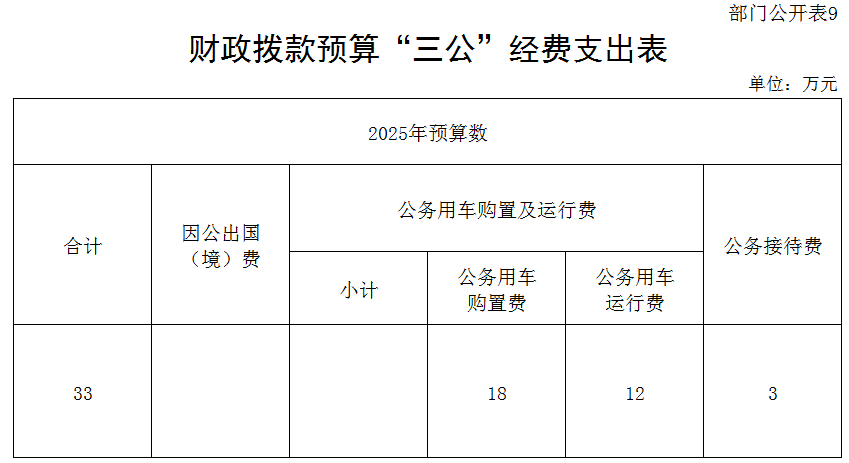 部门公开表9
财政拨款预算“三公”经费支出表
单位：万元
2025年预算数
合计
因公出国
（境）费
公务用车购置及运行费
公务接待费
小计
公务用车
购置费
公务用车
运行费
33
18
12
3